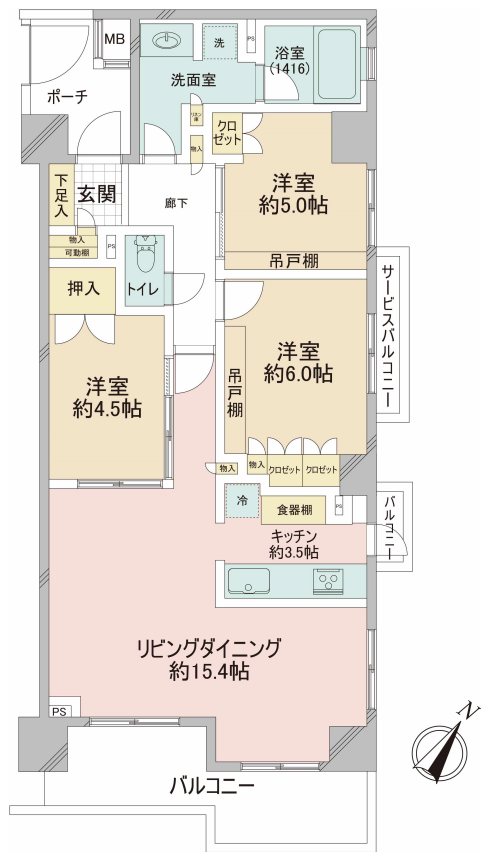 MB
ポーチ
洗
PS
浴室
(1416)
洗面室
リネン庫
物入
クロ
ゼット
洋室
約5.0帖
吊戸棚
下足入
玄関
廊下
物入
可動棚
PS
トイレ
押入
サービスバルコニー
洋室
約4.5帖
洋室
約6.0帖
吊戸棚
物入
物入
クロゼット
クロゼット
冷
食器棚
PS
バルコニー
キッチン
約3.5帖
リビングダイニング
約15.4帖
PS
バルコニー
N